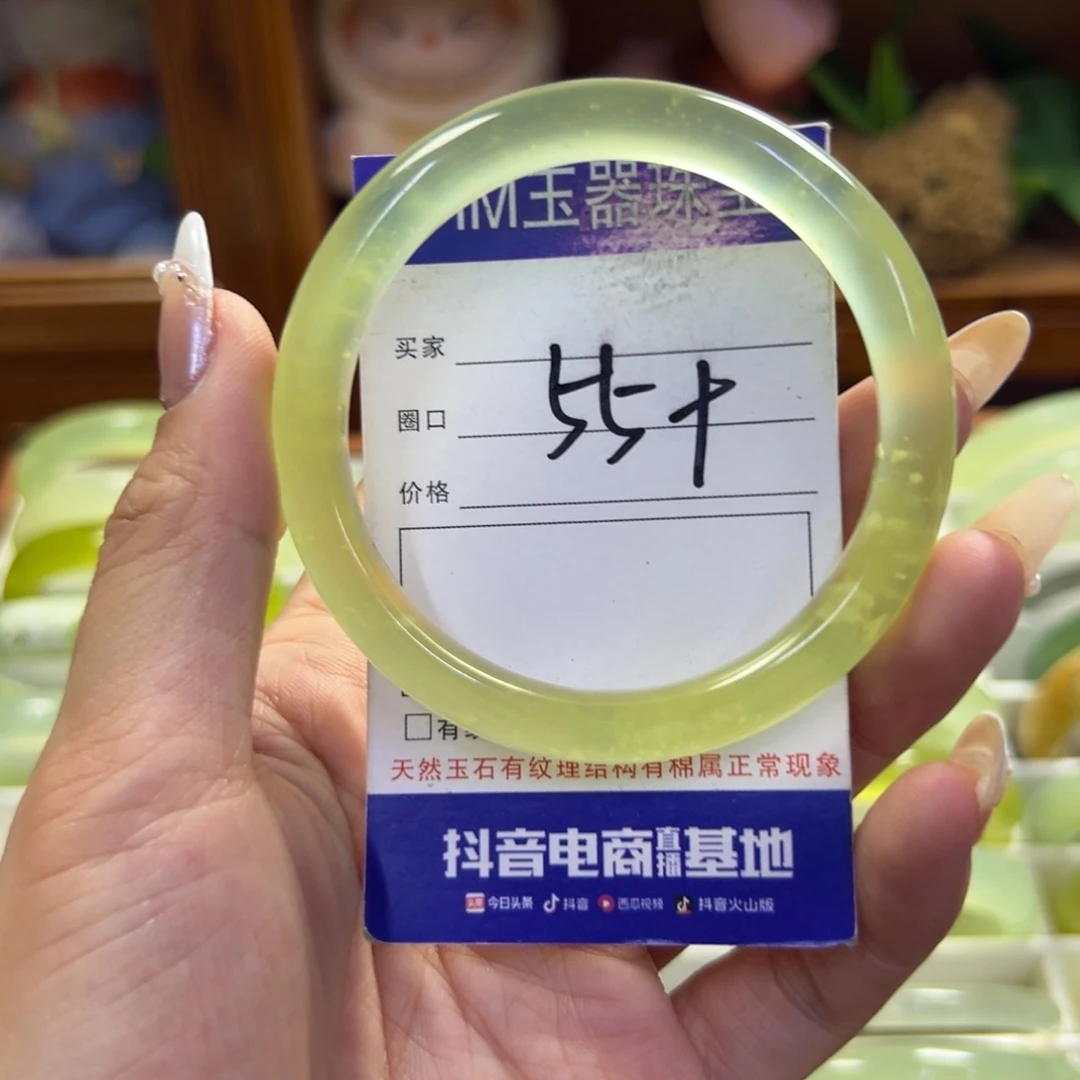 玉器珠宝
买家
圈口
55+
价格
有
天然玉石有纹理结构有棉属正常现象
抖音电商直播基地
头条 今日头条 抖音 西瓜视频 抖音火山版